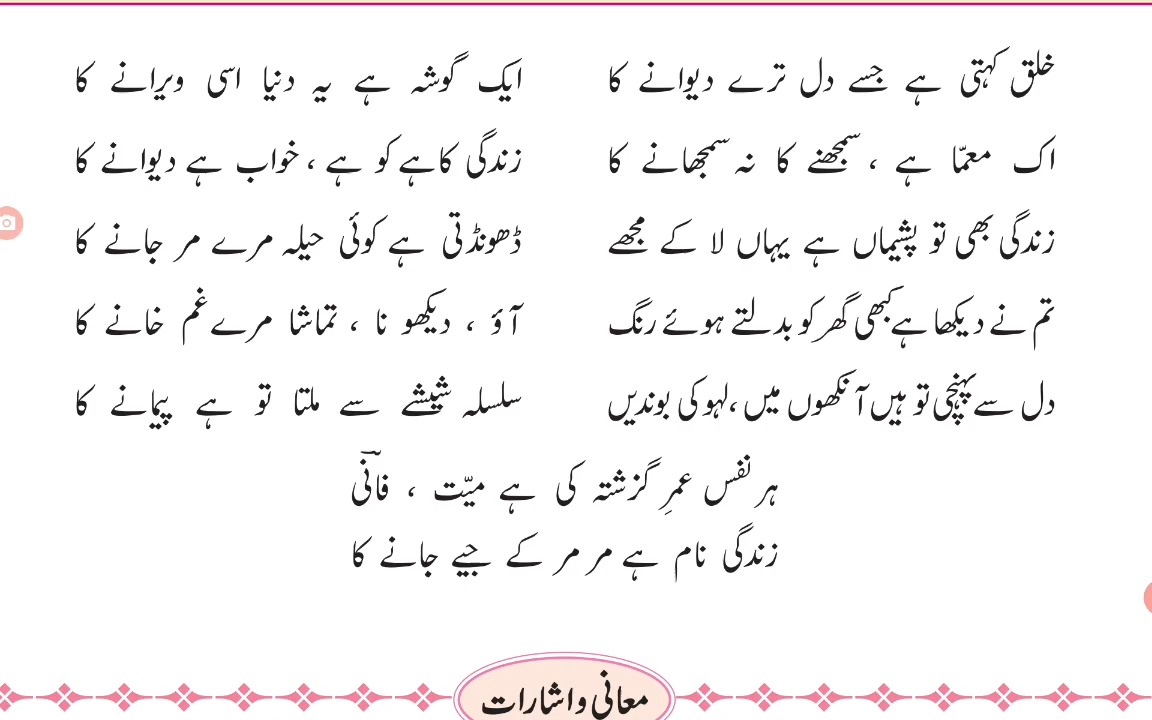 خلق کہتی ہے جسے دل ترے دیوانے کا
ایک گوشہ ہے یہ دنیا اسی ویرانے کا
اک معمّا ہے ، سمجھنے کا نہ سمجھانے کا
زندگی کاہے کو ہے ، خواب ہے دیوانے کا
زندگی بھی تو پشیماں ہے یہاں لا کے مجھے
ڈھونڈتی ہے کوئی حیلہ مرے مر جانے کا
تم نے دیکھا ہے کبھی گھر کو بدلتے ہوئے رنگ
آؤ ، دیکھو نا ، تماشا مرے غم خانے کا
دل سے پہنچی تو ہیں آنکھوں میں ،لہو کی بوندیں
سلسلہ شیشے سے ملتا تو ہے پیمانے کا
ہر نفس عمرِ گزشتہ کی ہے میّت ، فانؔی
زندگی نام ہے مر مر کے جیے جانے کا
معانی و اشارات